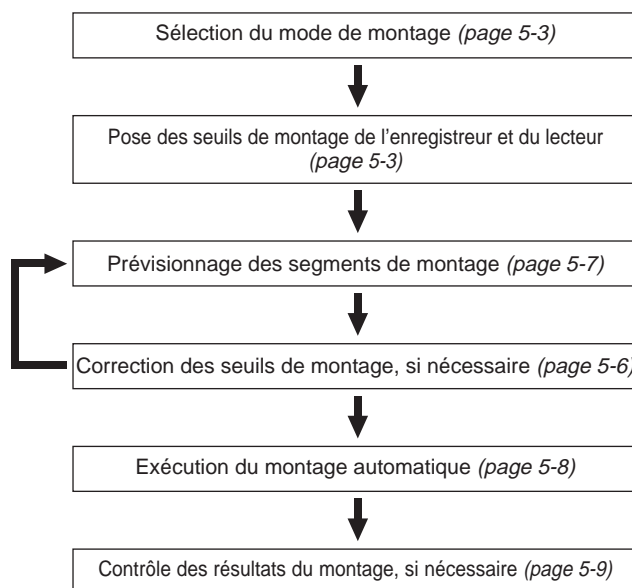 Sélection du mode de montage (page 5-3)
Pose des seuils de montage de l'enregistreur et du lecteur
(page 5-3)
Prévisionnage des segments de montage (page 5-7)
Correction des seuils de montage, si nécessaire (page 5-6)
Exécution du montage automatique (page 5-8)
Contrôle des résultats du montage, si nécessaire (page 5-9)